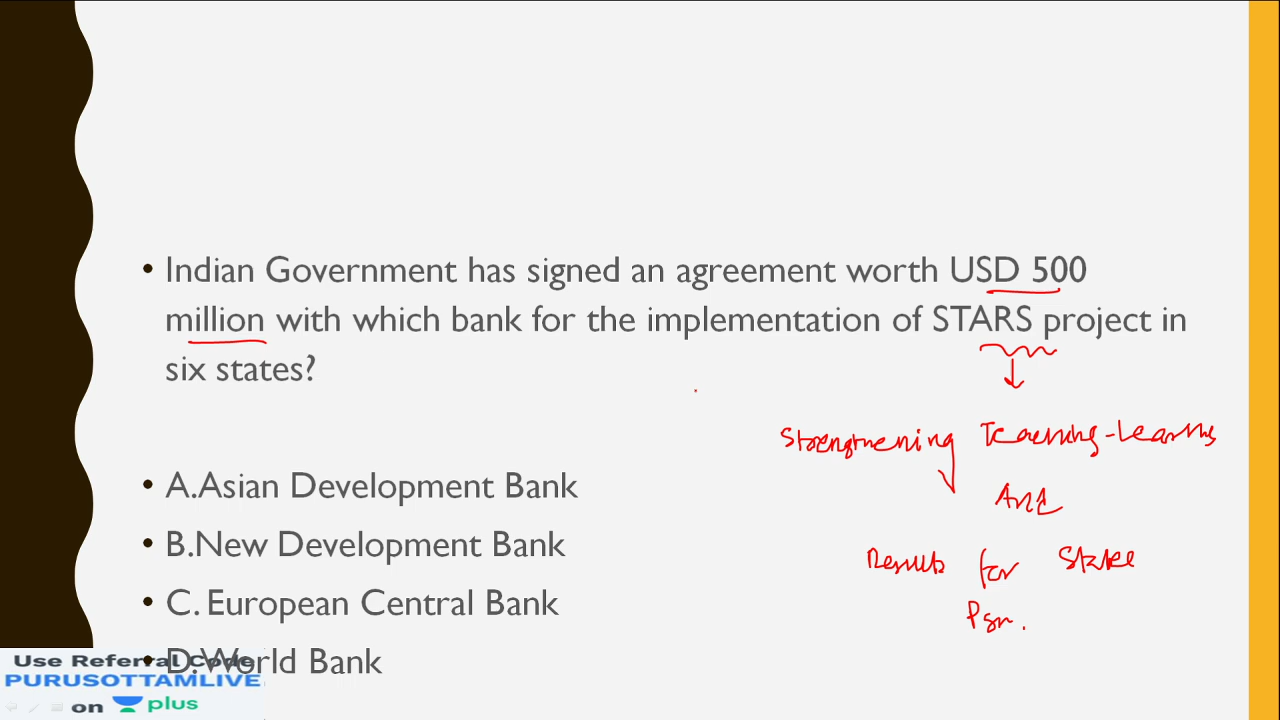 • Indian Government has signed an agreement worth USD 500
million with which bank for the implementation of STARS project in
six states?
Strengthening Teaching-Learning
And
Results for State
• A.Asian Development Bank
• B.New Development Bank
• C. European Central Bank
• D.World Bank
Use Referral Code
PURUSOTTAMLIVE
on plus